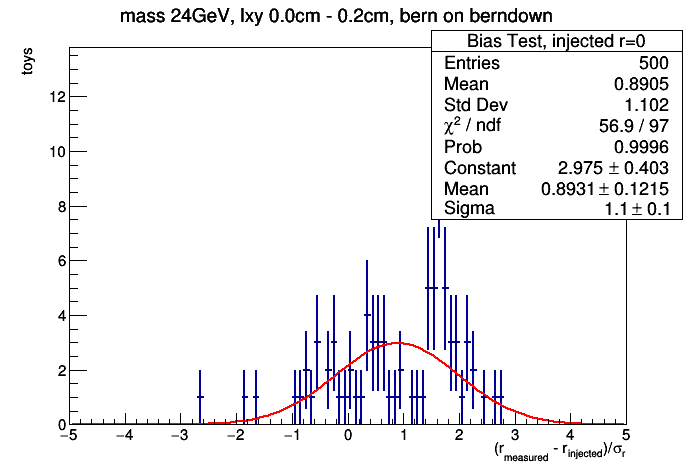 mass 24GeV, lxy 0.0cm - 0.2cm, bern on berndown
toys
Bias Test, injected r=0
Entries 500
Mean 0.8905
Std Dev 1.102
χ² / ndf 56.9 / 97
Prob 0.9996
Constant 2.975 ± 0.403
Mean 0.8931 ± 0.1215
Sigma 1.1 ± 0.1
12
10
8
6
4
2
0
−5 −4 −3 −2 −1 0 1 2 3 4 5
(r_measured - r_injected)/σ_r